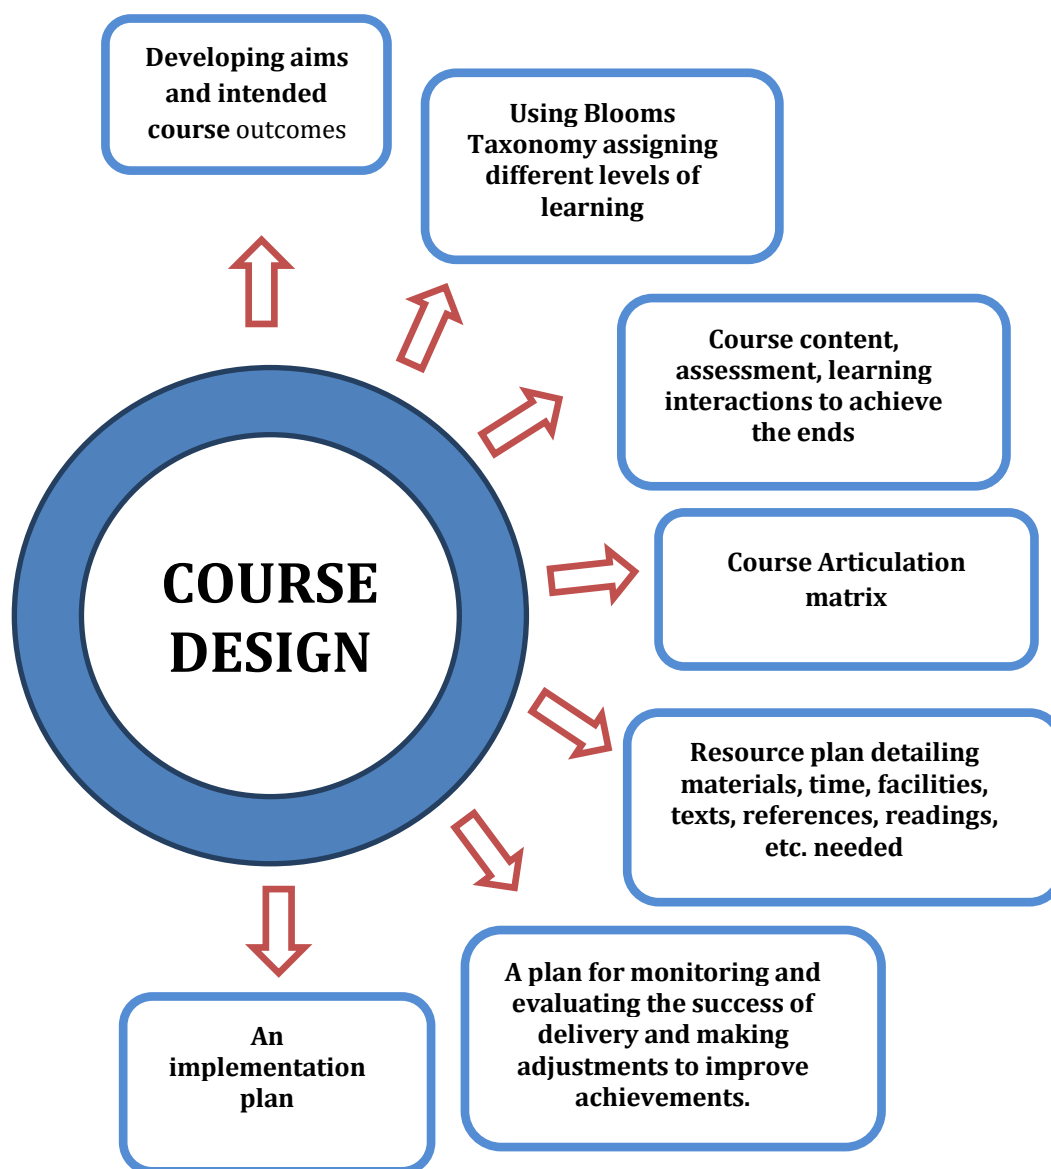 Developing aims
and intended
course outcomes
Using Blooms
Taxonomy assigning
different levels of
learning
Course content,
assessment, learning
interactions to achieve
the ends
COURSE
DESIGN
Course Articulation
matrix
Resource plan detailing
materials, time, facilities,
texts, references, readings,
etc. needed
A plan for monitoring and
evaluating the success of
delivery and making
adjustments to improve
achievements.
An
implementation
plan